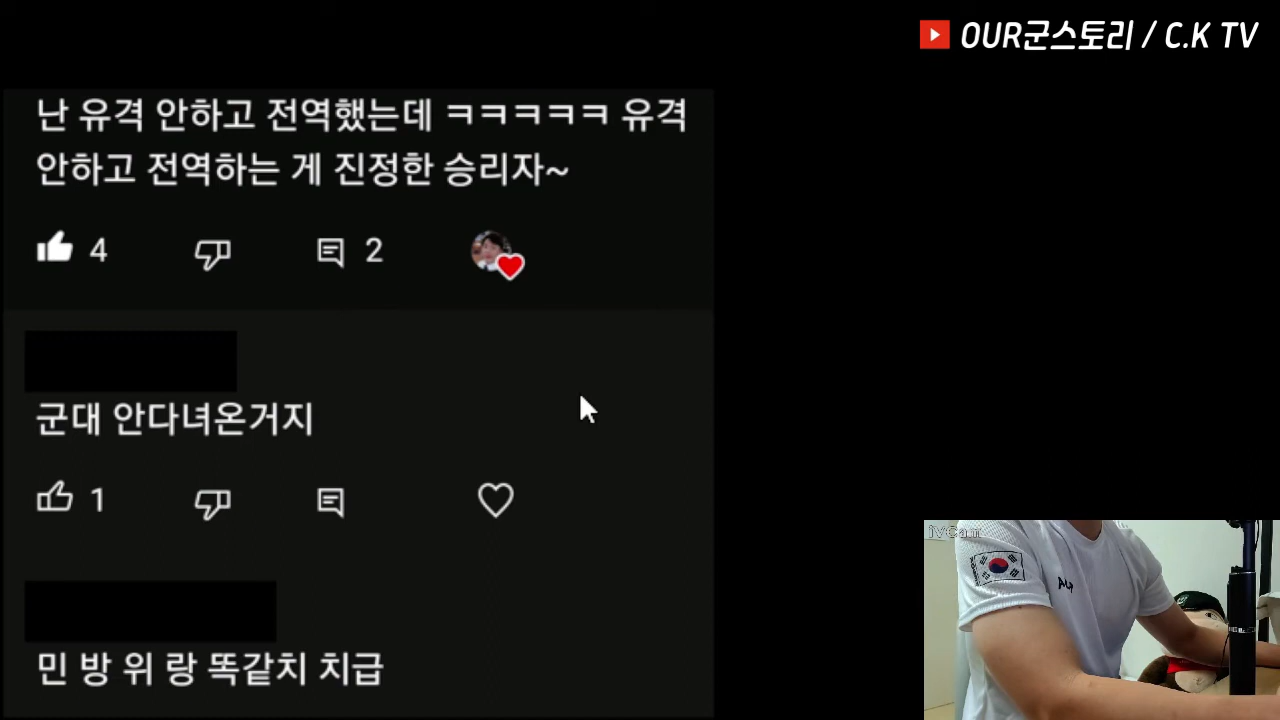 OUR군스토리 / C.K TV
난 유격 안하고 전역했는데 ㅋㅋㅋㅋㅋ 유격
안하고 전역하는 게 진정한 승리자~
4 2
군대 안다녀온거지
1
민 방 위 랑 똑같치 치급
iVCam